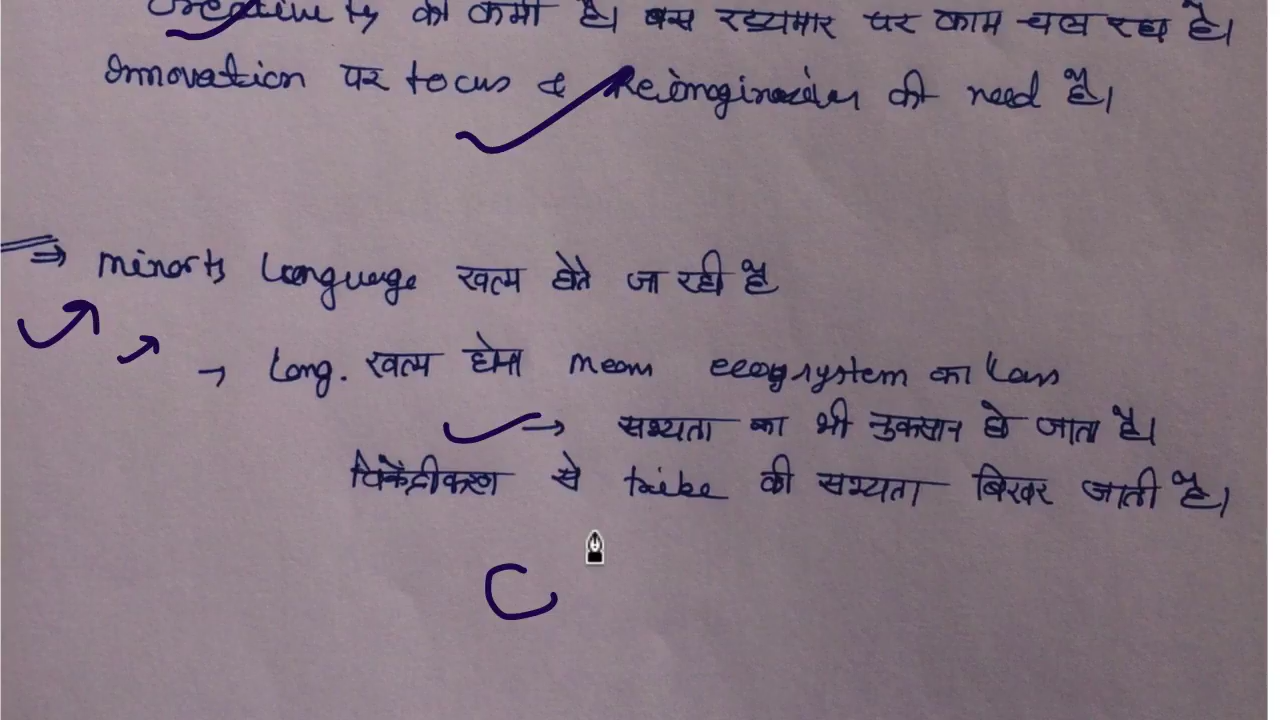 Creativity की कमी है। बस रट्टामार पर काम चल रहा है।
Innovation पर focus & Reimagination की need है।
⇒ minority Language खत्म होते जा रही है
→ Lang. खत्म होना mean ecosystem का Loss
→ सभ्यता का भी नुकसान हो जाता है।
विकेंद्रीकरण से tribe की सभ्यता बिखर जाती है।
C